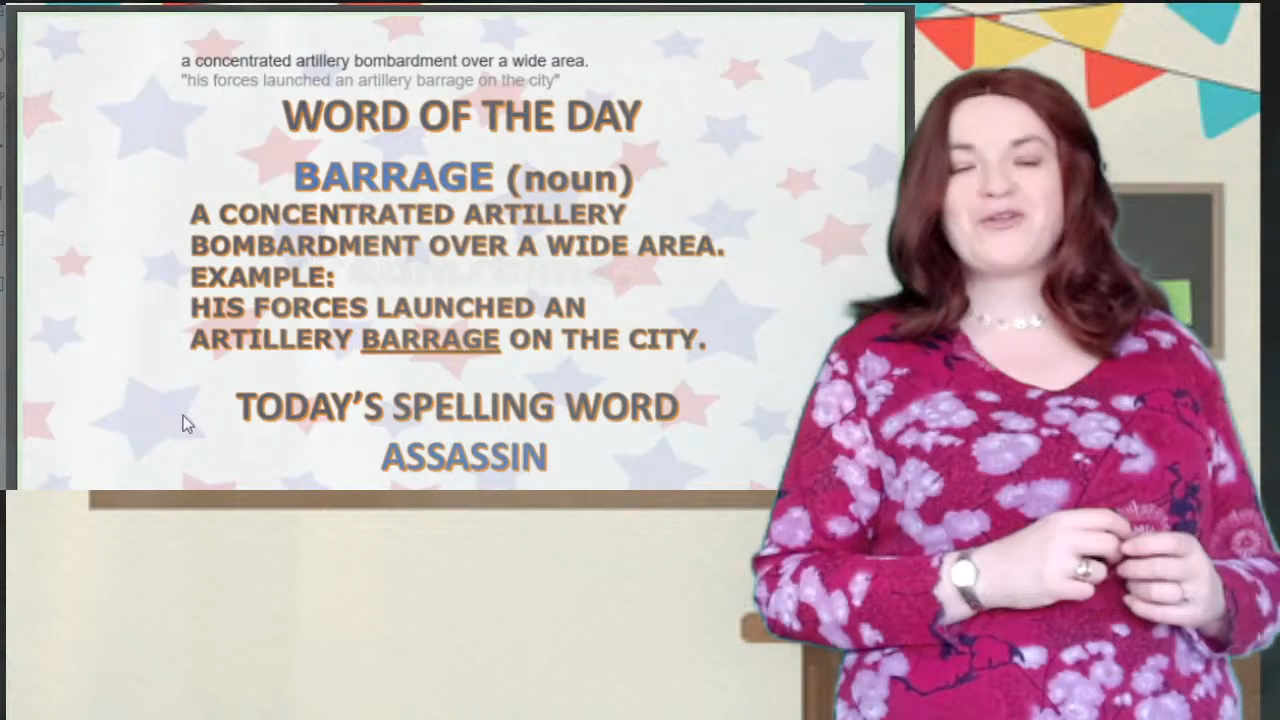 a concentrated artillery bombardment over a wide area.
"his forces launched an artillery barrage on the city"
WORD OF THE DAY
BARRAGE (noun)
A CONCENTRATED ARTILLERY
BOMBARDMENT OVER A WIDE AREA.
EXAMPLE:
HIS FORCES LAUNCHED AN
ARTILLERY BARRAGE ON THE CITY.
TODAY'S SPELLING WORD
ASSASSIN